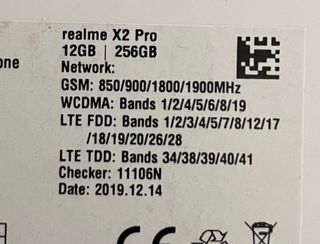 realme X2 Pro
12GB | 256GB
one
Network:
GSM: 850/900/1800/1900MHz
WCDMA: Bands 1/2/4/5/6/8/19
LTE FDD: Bands 1/2/3/4/5/7/8/12/17
/18/19/20/26/28
LTE TDD: Bands 34/38/39/40/41
Checker: 11106N
Date: 2019.12.14
CE